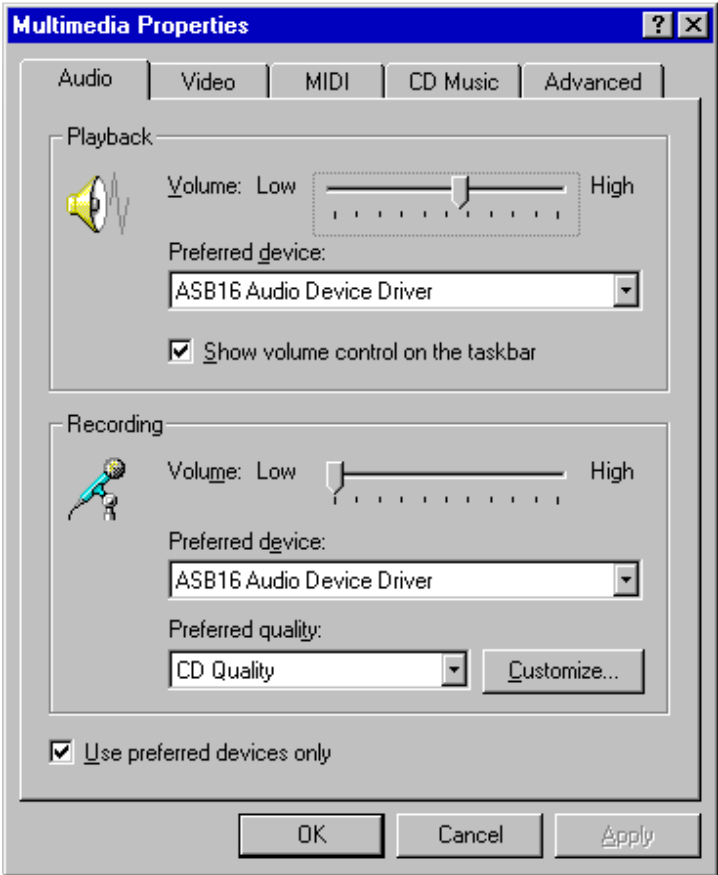 Multimedia Properties
Audio Video MIDI CD Music Advanced
Playback
Volume: Low High
Preferred device:
ASB16 Audio Device Driver
Show volume control on the taskbar
Recording
Volume: Low High
Preferred device:
ASB16 Audio Device Driver
Preferred quality:
CD Quality Customize...
Use preferred devices only
OK Cancel Apply